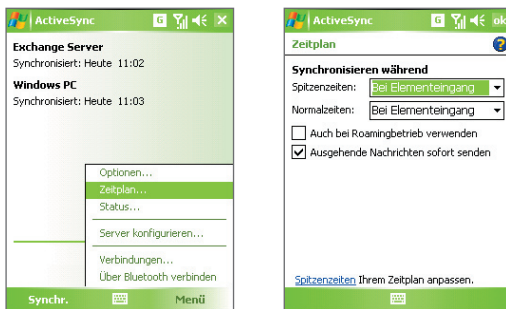 ActiveSync
G
Exchange Server
Synchronisiert: Heute 11:02
Windows PC
Synchronisiert: Heute 11:03
Optionen...
Zeitplan...
Status...
Server konfigurieren...
Verbindungen...
Über Bluetooth verbinden
Synchr.
Menü
ActiveSync
G
ok
Zeitplan
?
Synchronisieren während
Spitzenzeiten: Bei Elementeingang
Normalzeiten: Bei Elementeingang
Auch bei Roamingbetrieb verwenden
Ausgehende Nachrichten sofort senden
Spitzenzeiten Ihrem Zeitplan anpassen.